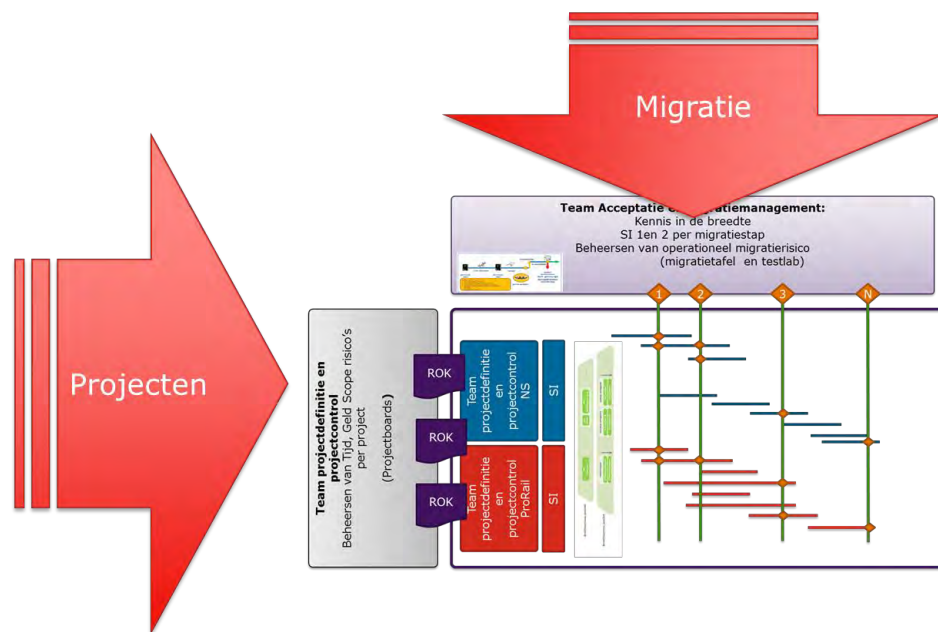 Migratie
Projecten
Team Acceptatie en Migratiemanagement:
Kennis in de breedte
SI 1en 2 per migratiestap
Beheersen van operationeel migratierisico
(migratietafel en testlab)
1
2
3
N
Team projectdefinitie en
projectcontrol
Beheersen van Tijd, Geld Scope risico's
per project
(Projectboards)
ROK
ROK
ROK
Team
projectdefinitie
en
projectcontrol
NS
SI
Team
projectdefinitie
en
projectcontrol
ProRail
SI